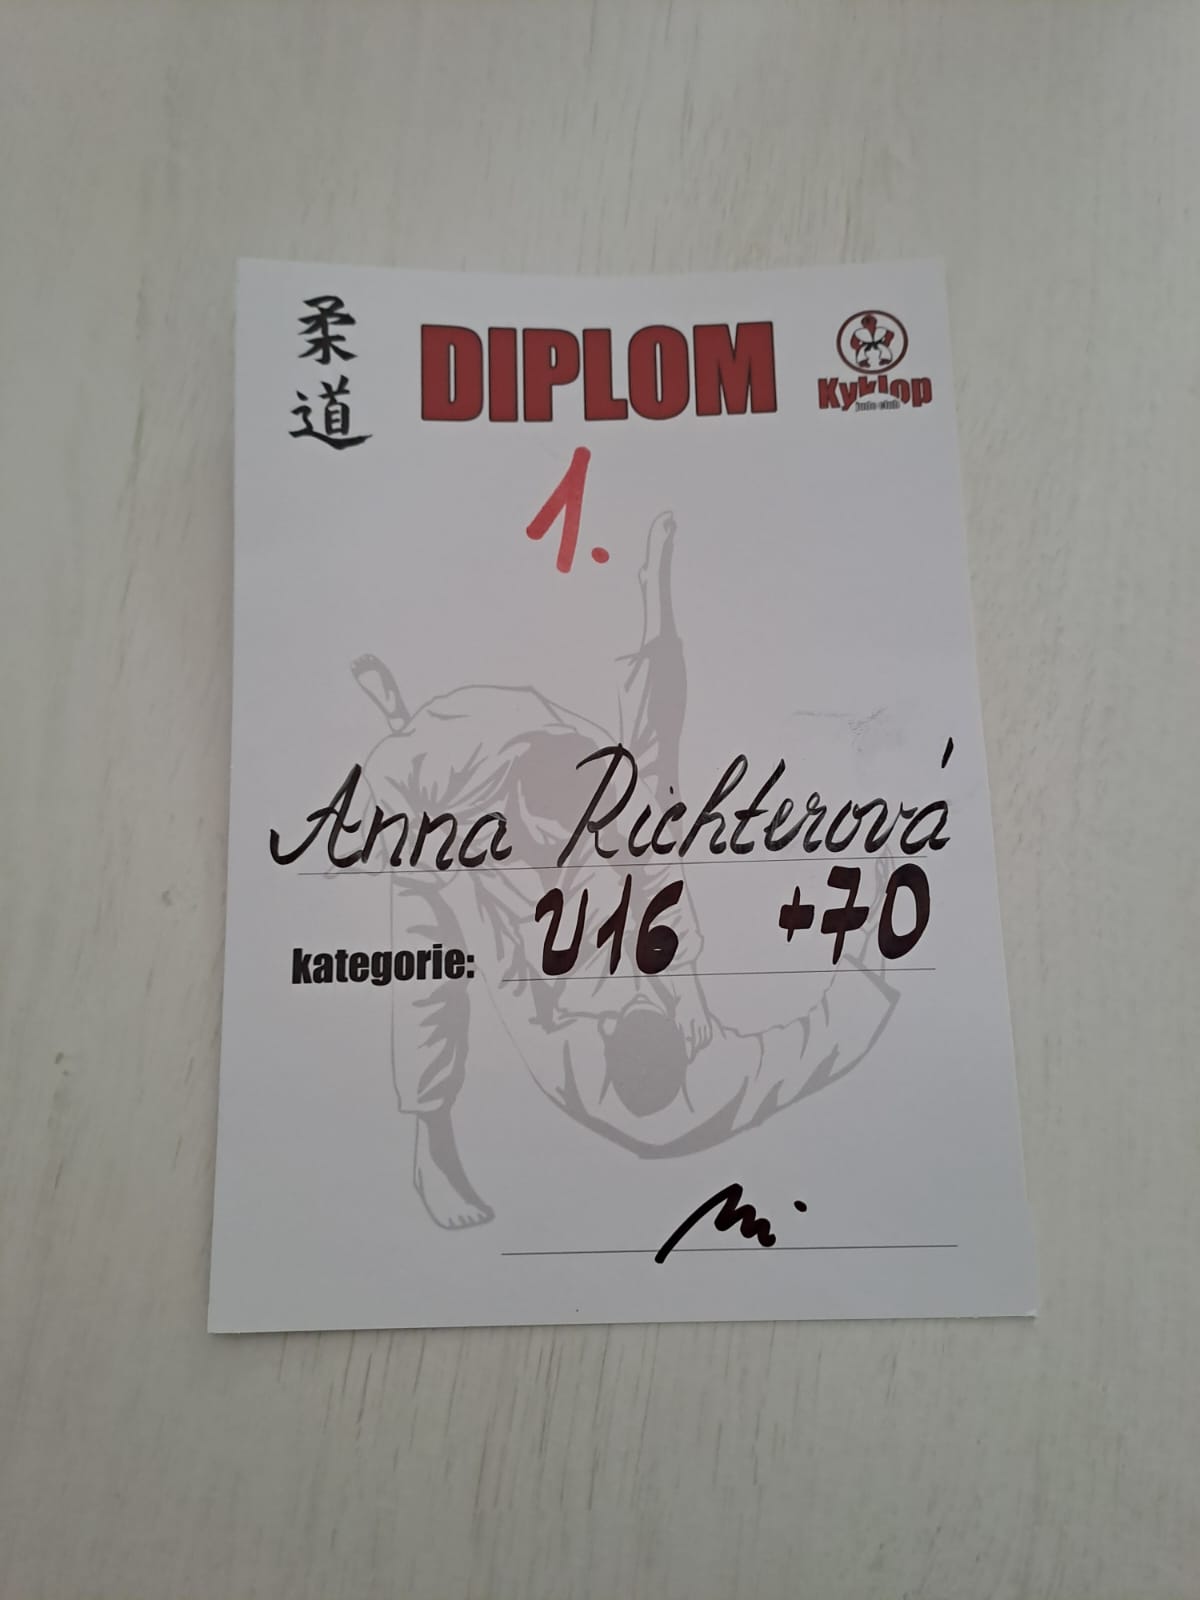 柔道
DIPLOM
Kyklop
judo club
1.
Anna Richterová
kategorie: U16 +70